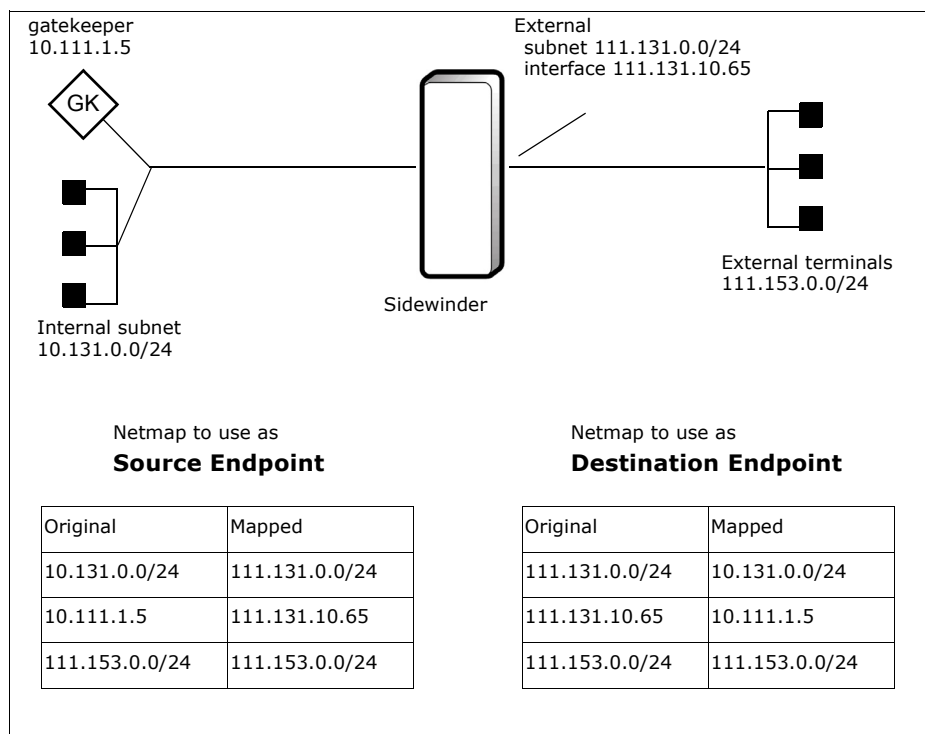 gatekeeper
10.111.1.5
GK
External
subnet 111.131.0.0/24
interface 111.131.10.65
Internal subnet
10.131.0.0/24
Sidewinder
External terminals
111.153.0.0/24
Netmap to use as
Source Endpoint
Original Mapped
10.131.0.0/24 111.131.0.0/24
10.111.1.5 111.131.10.65
111.153.0.0/24 111.153.0.0/24
Netmap to use as
Destination Endpoint
Original Mapped
111.131.0.0/24 10.131.0.0/24
111.131.10.65 10.111.1.5
111.153.0.0/24 111.153.0.0/24